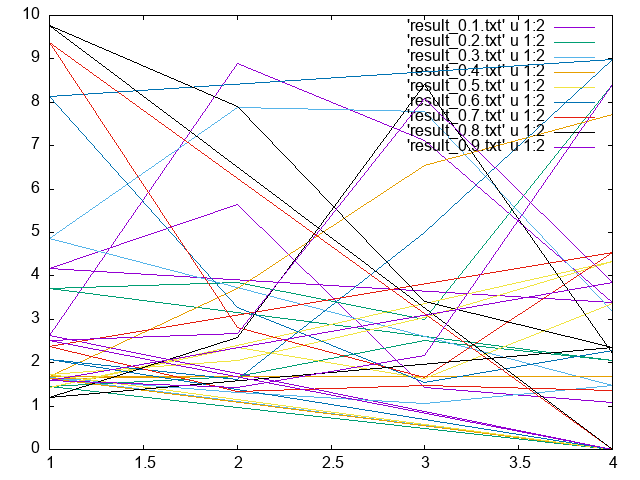 10
9
8
7
6
5
4
3
2
1
0
1
1.5
2
2.5
3
3.5
4
'result_0.1.txt' u 1:2
'result_0.2.txt' u 1:2
'result_0.3.txt' u 1:2
'result_0.4.txt' u 1:2
'result_0.5.txt' u 1:2
'result_0.6.txt' u 1:2
'result_0.7.txt' u 1:2
'result_0.8.txt' u 1:2
'result_0.9.txt' u 1:2